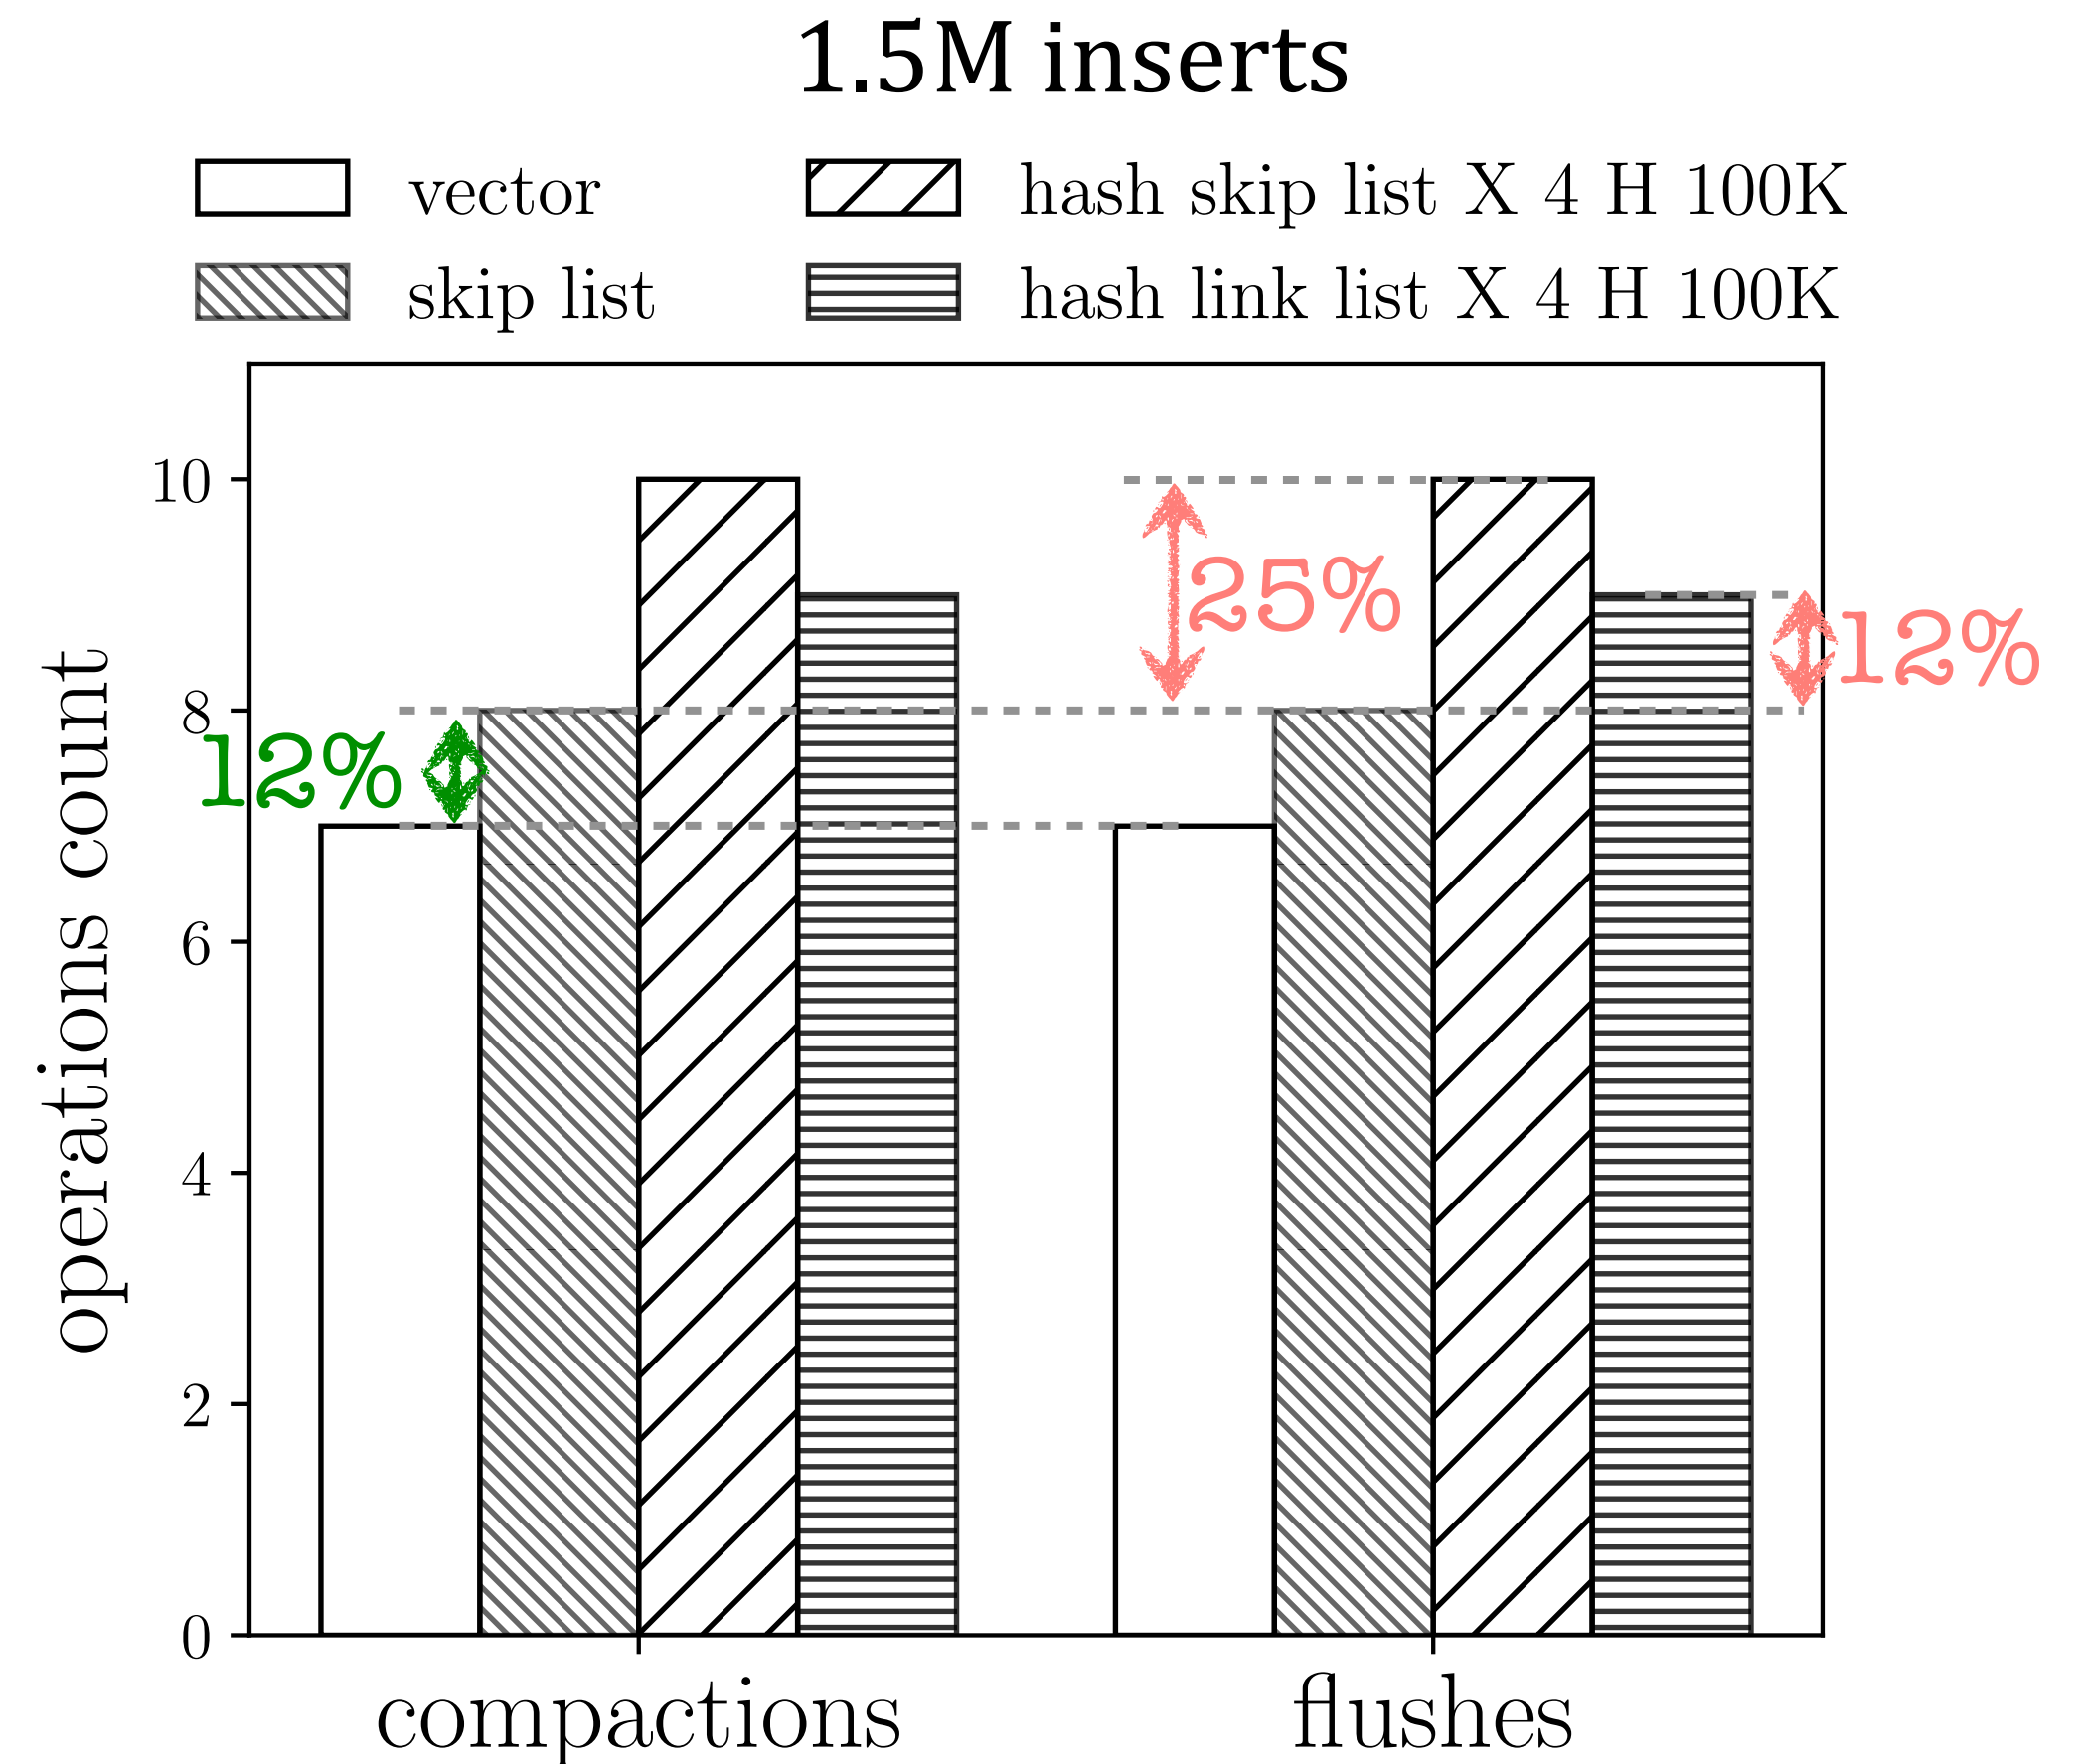 1.5M inserts
vector
hash skip list X 4 H 100K
skip list
hash link list X 4 H 100K
operations count
10
8
6
4
2
0
25%
12%
12%
compactions
flushes